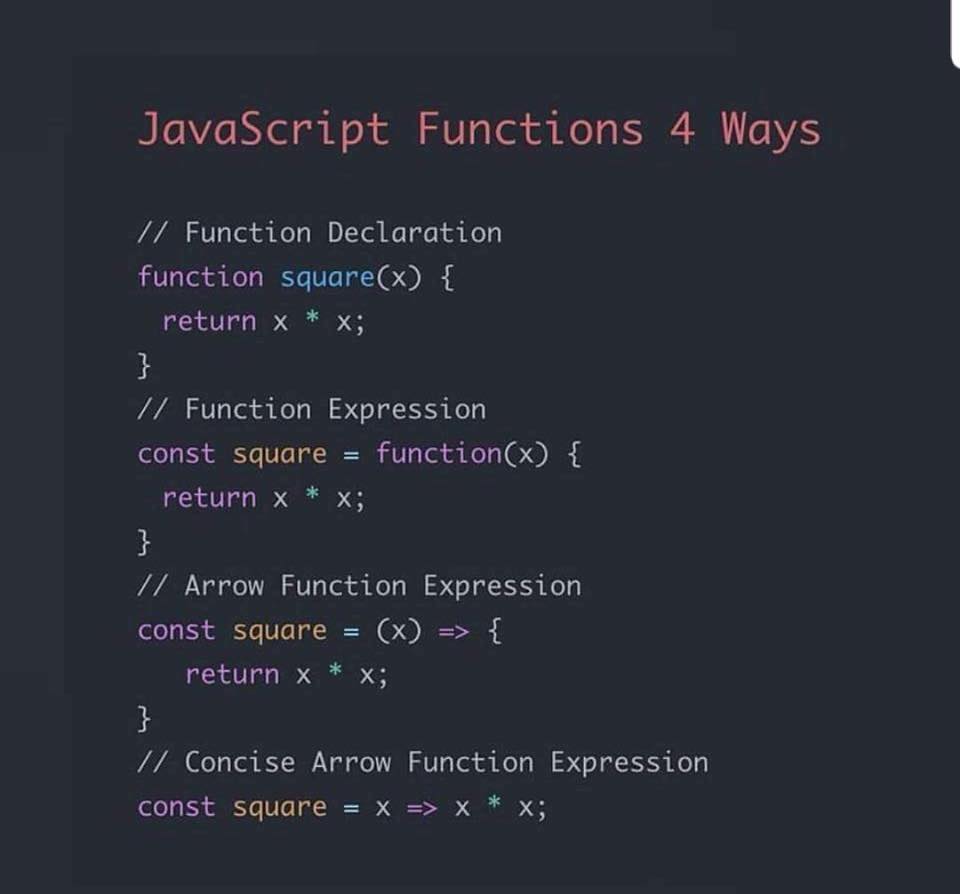 JavaScript Functions 4 Ways
// Function Declaration
function square(x) {
  return x * x;
}
// Function Expression
const square = function(x) {
  return x * x;
}
// Arrow Function Expression
const square = (x) => {
   return x * x;
}
// Concise Arrow Function Expression
const square = x => x * x;